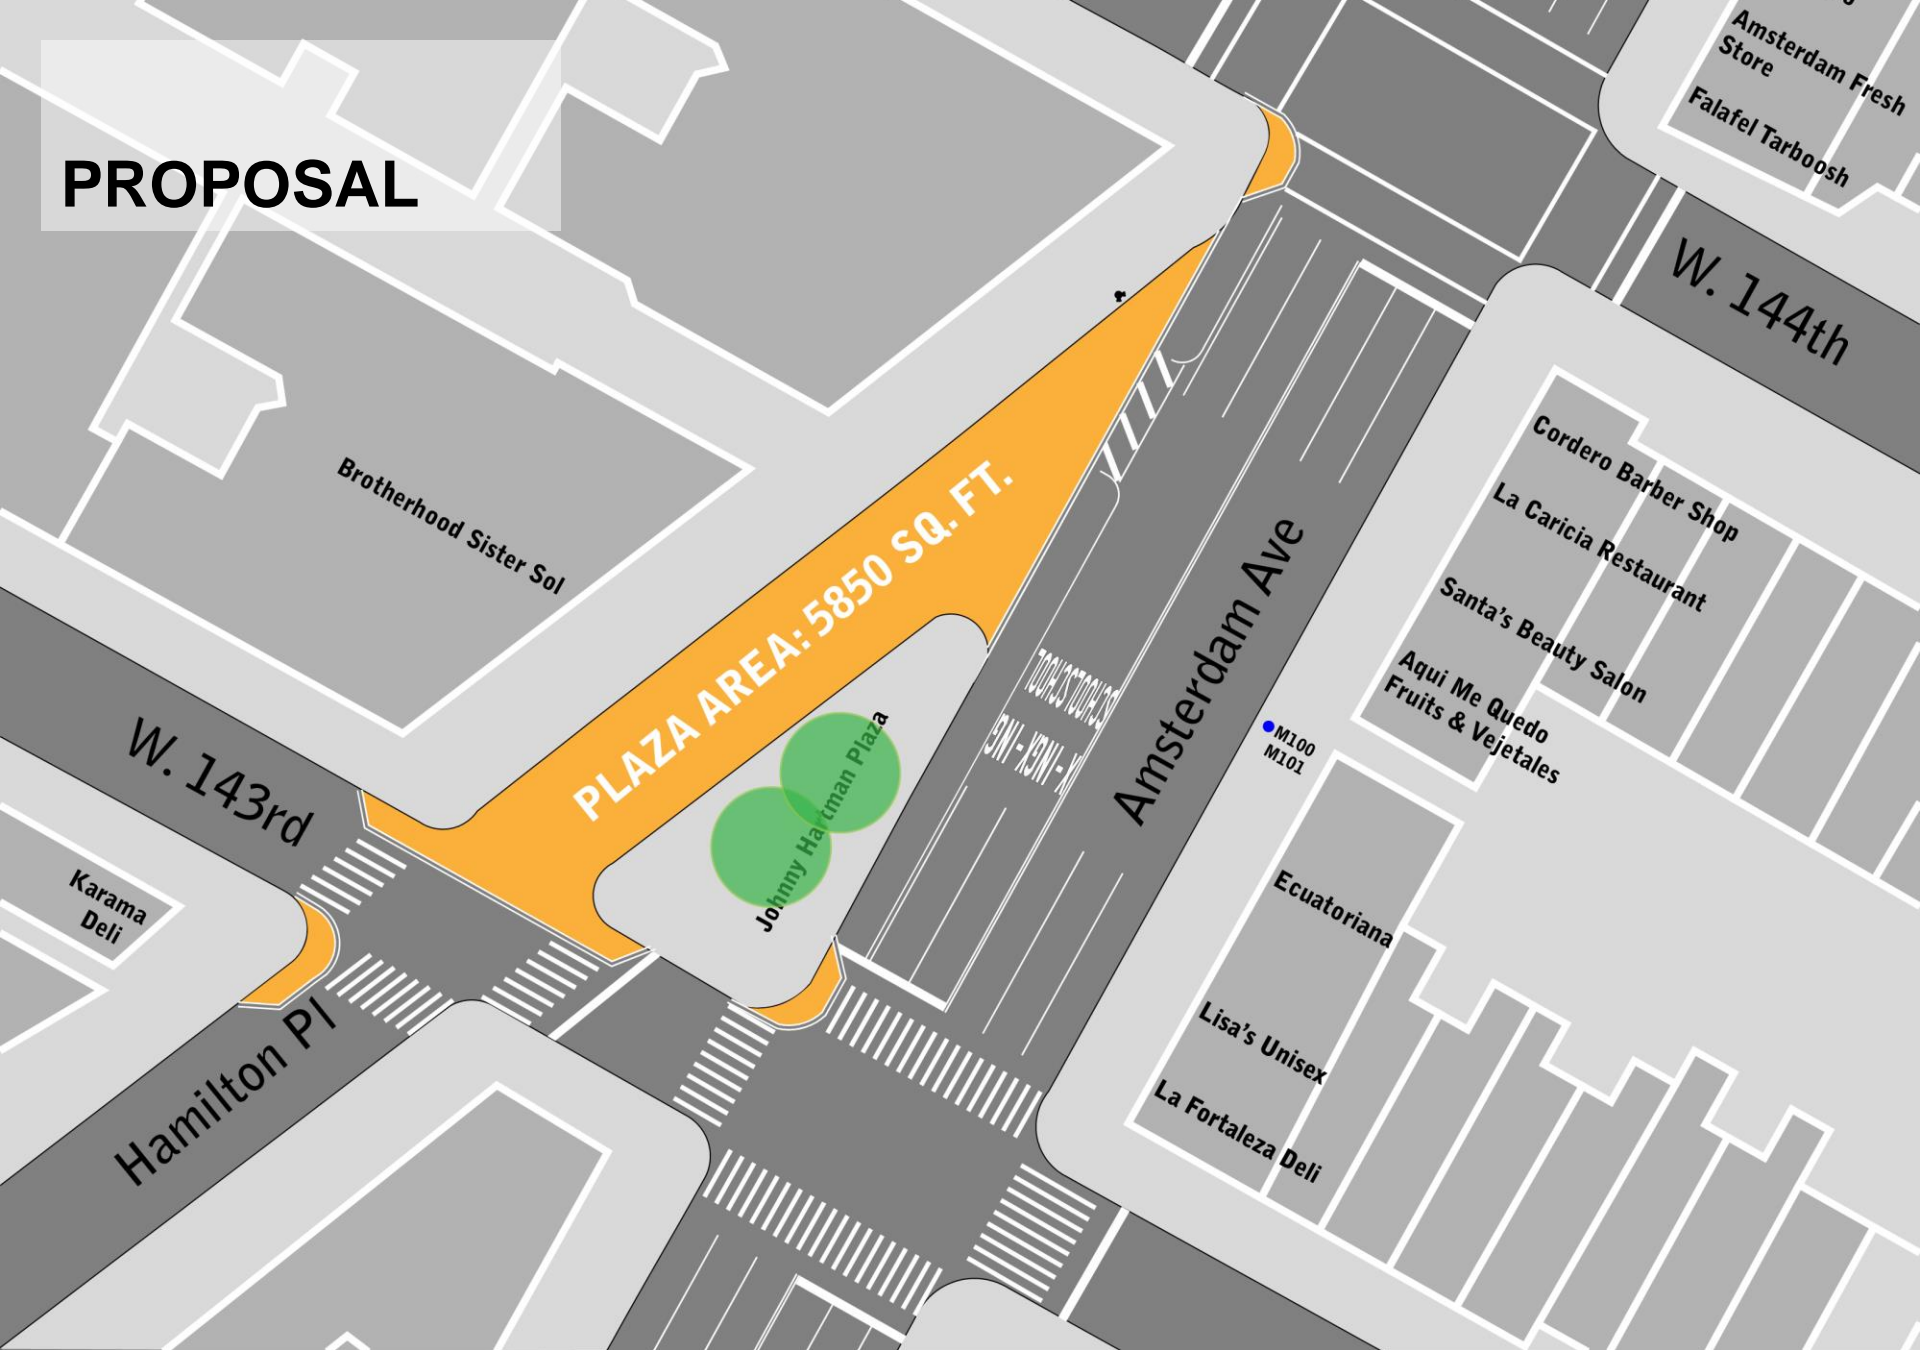 PROPOSAL
Amsterdam Fresh
Store
Falafel Tarboosh
W. 144th
Cordero Barber Shop
La Caricia Restaurant
Santa's Beauty Salon
Aqui Me Quedo
Fruits & Vejetales
Brotherhood Sister Sol
PLAZA AREA: 5850 SQ. FT.
Amsterdam Ave
M100
M101
Johnny Hartman Plaza
W. 143rd
Karama
Deli
Hamilton Pl
Ecuatoriana
Lisa's Unisex
La Fortaleza Deli